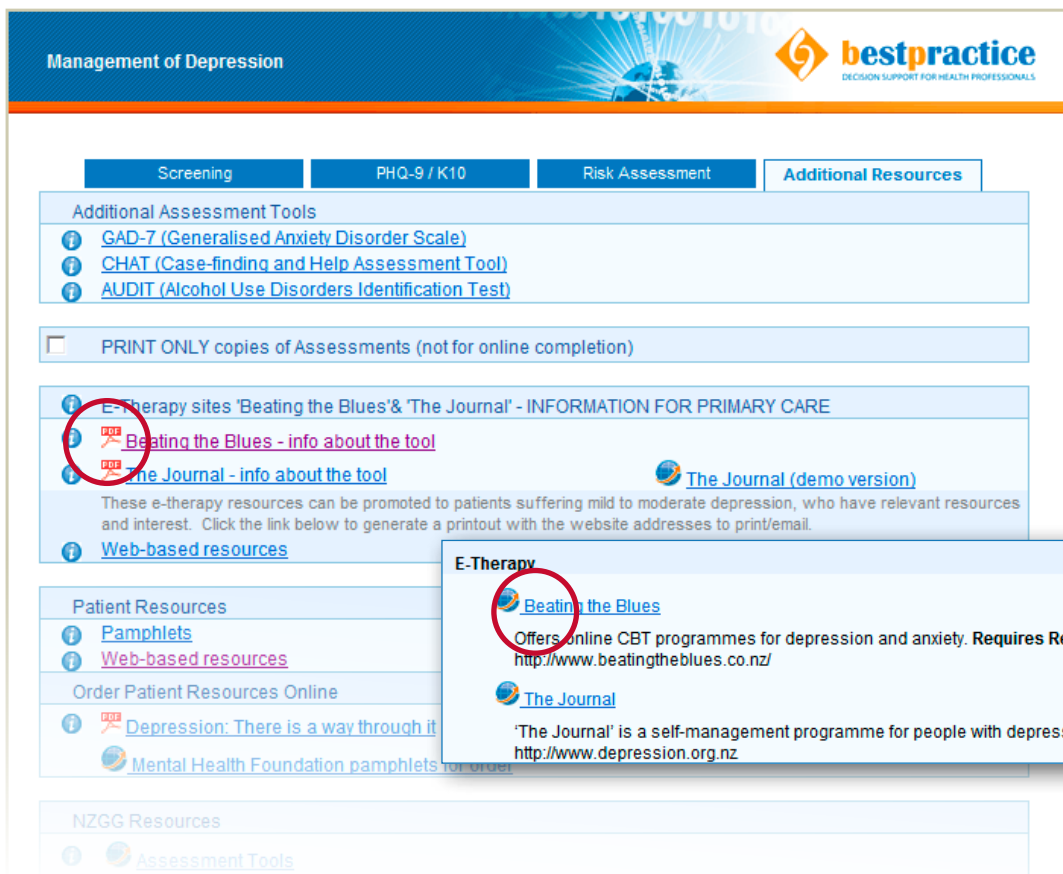 Management of Depression
bestpractice
DECISION SUPPORT FOR HEALTH PROFESSIONALS
Screening
PHQ-9 / K10
Risk Assessment
Additional Resources
Additional Assessment Tools
GAD-7 (Generalised Anxiety Disorder Scale)
CHAT (Case-finding and Help Assessment Tool)
AUDIT (Alcohol Use Disorders Identification Test)
PRINT ONLY copies of Assessments (not for online completion)
E-Therapy sites 'Beating the Blues'& 'The Journal' - INFORMATION FOR PRIMARY CARE
PDF Beating the Blues - info about the tool
PDF The Journal - info about the tool
The Journal (demo version)
These e-therapy resources can be promoted to patients suffering mild to moderate depression, who have relevant resources
and interest. Click the link below to generate a printout with the website addresses to print/email.
Web-based resources
E-Therapy
Beating the Blues
Offers online CBT programmes for depression and anxiety. Requires Re
http://www.beatingtheblues.co.nz/
The Journal
'The Journal' is a self-management programme for people with depres
http://www.depression.org.nz
Patient Resources
Pamphlets
Web-based resources
Order Patient Resources Online
PDF Depression: There is a way through it
Mental Health Foundation pamphlets for order
NZGG Resources
Assessment Tools